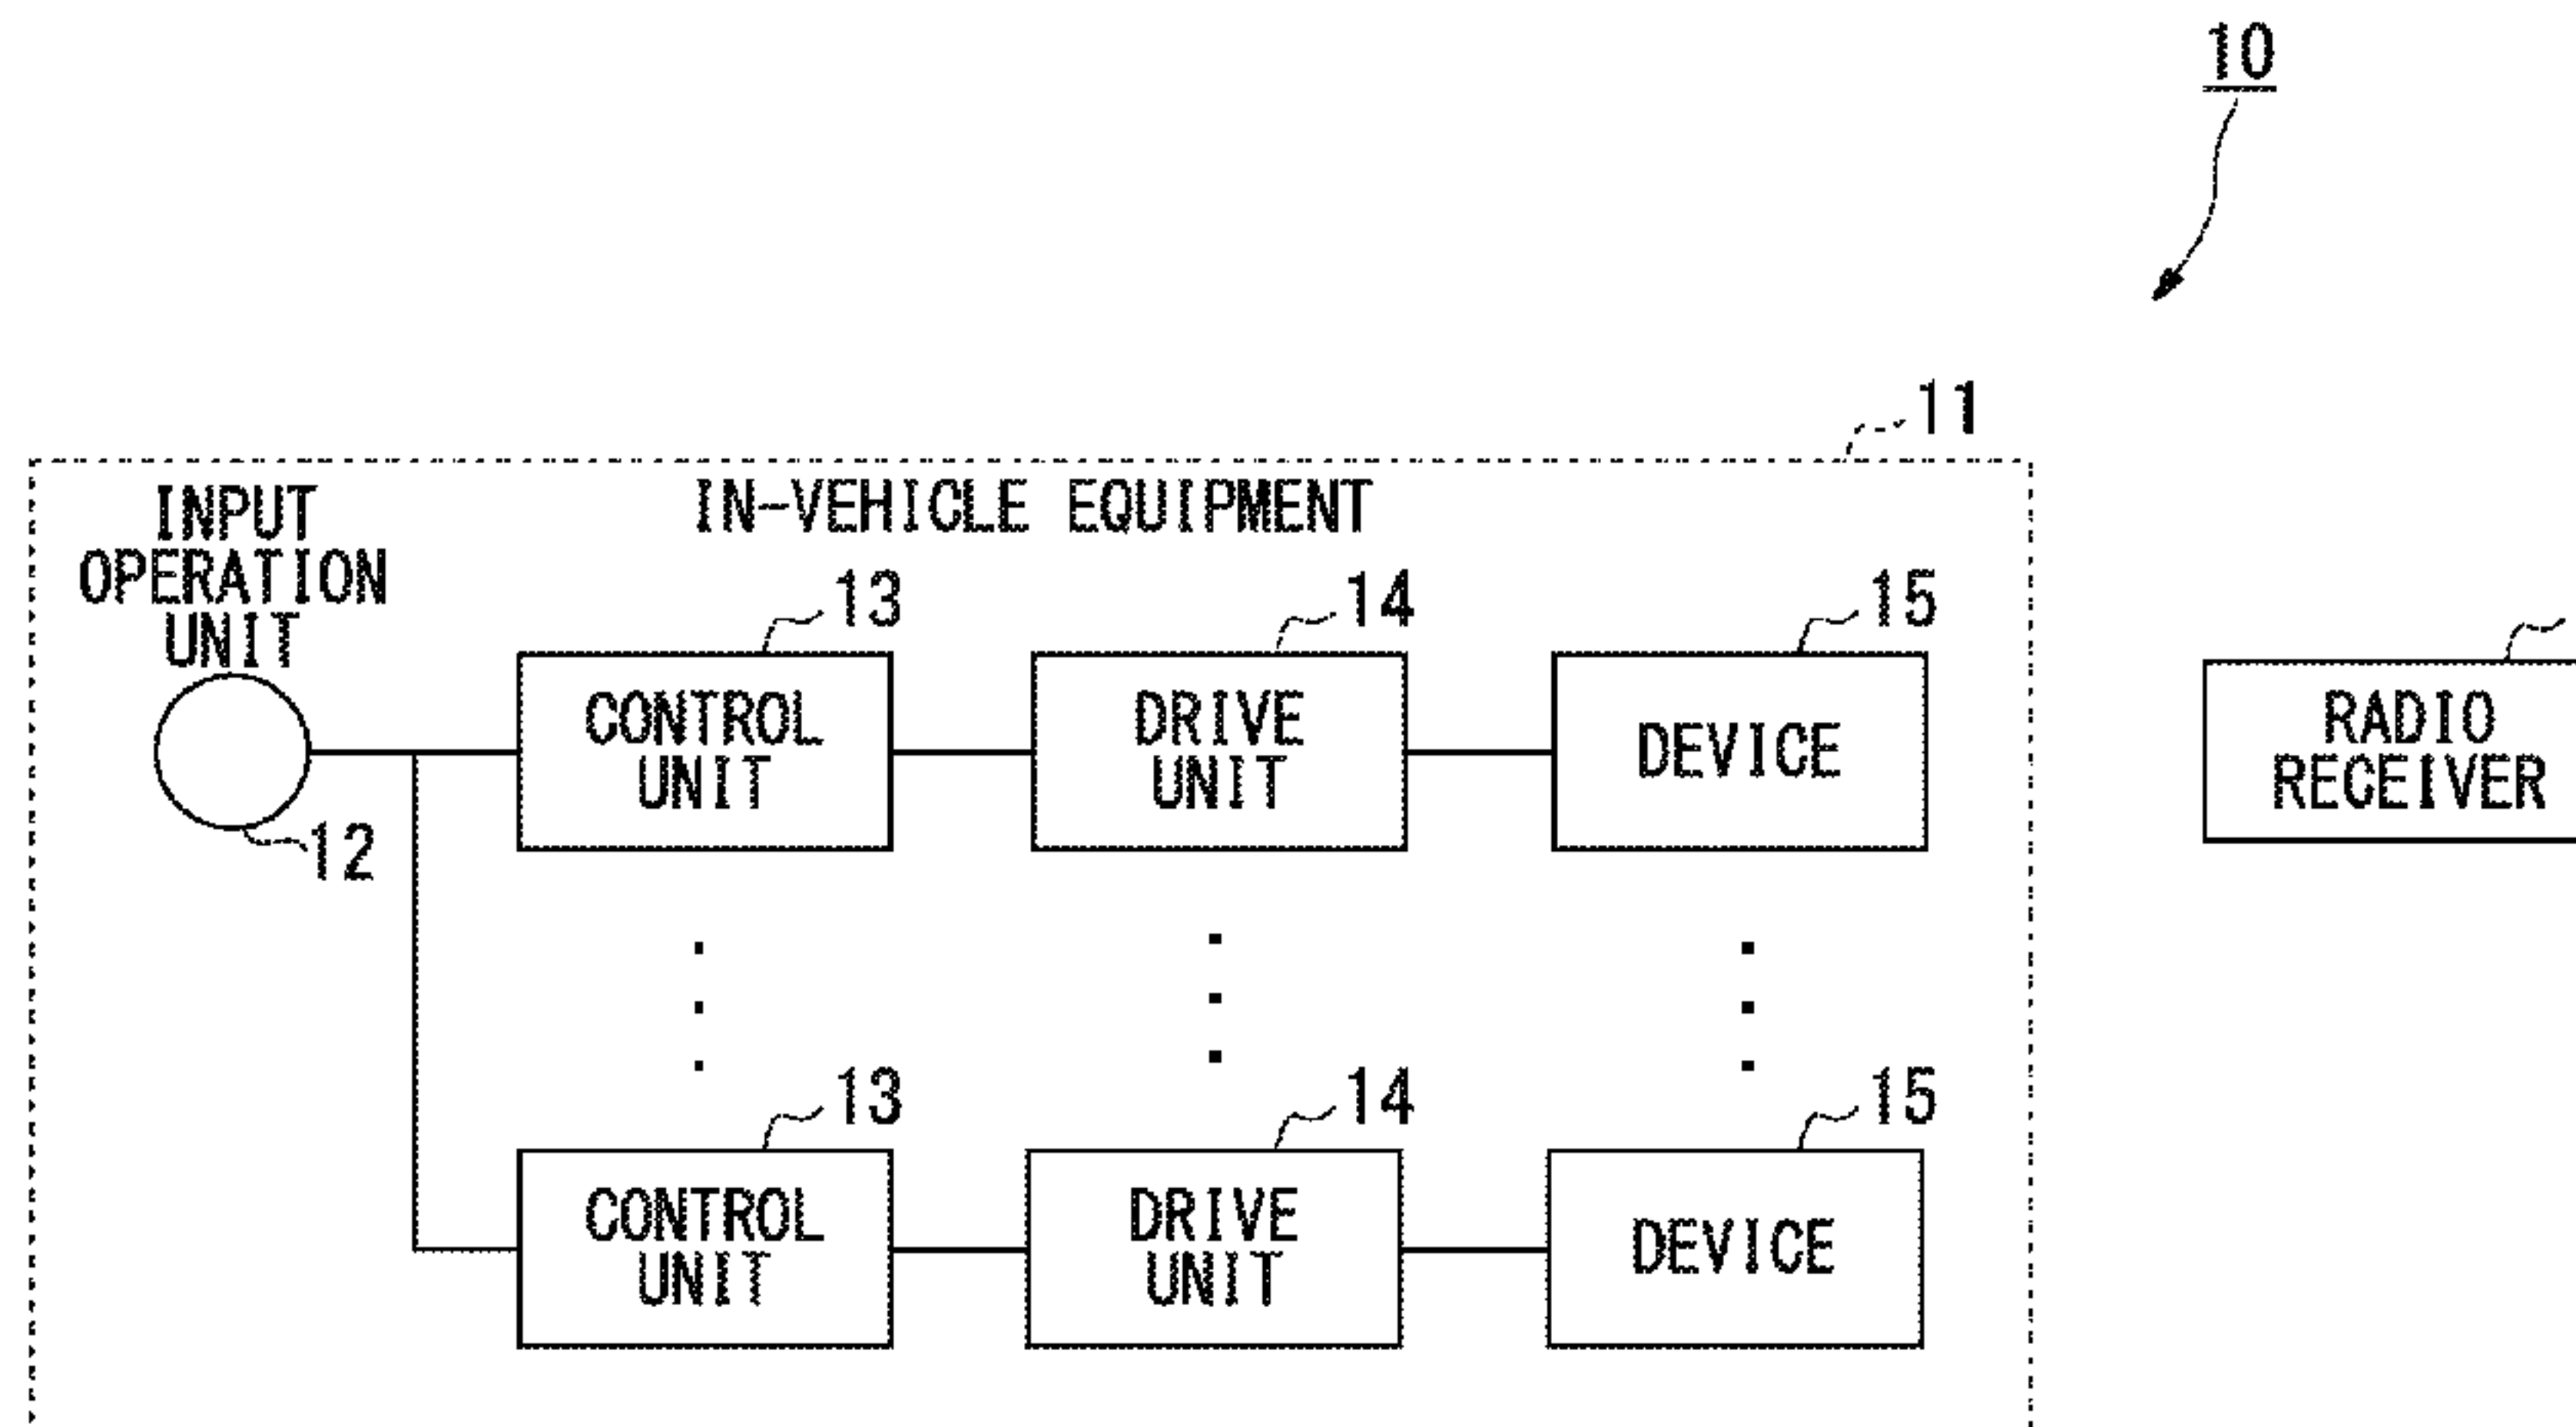 10
11
INPUT
OPERATION
UNIT
IN-VEHICLE EQUIPMENT
12
13
CONTROL
UNIT
14
DRIVE
UNIT
15
DEVICE
RADIO
RECEIVER
13
CONTROL
UNIT
14
DRIVE
UNIT
15
DEVICE